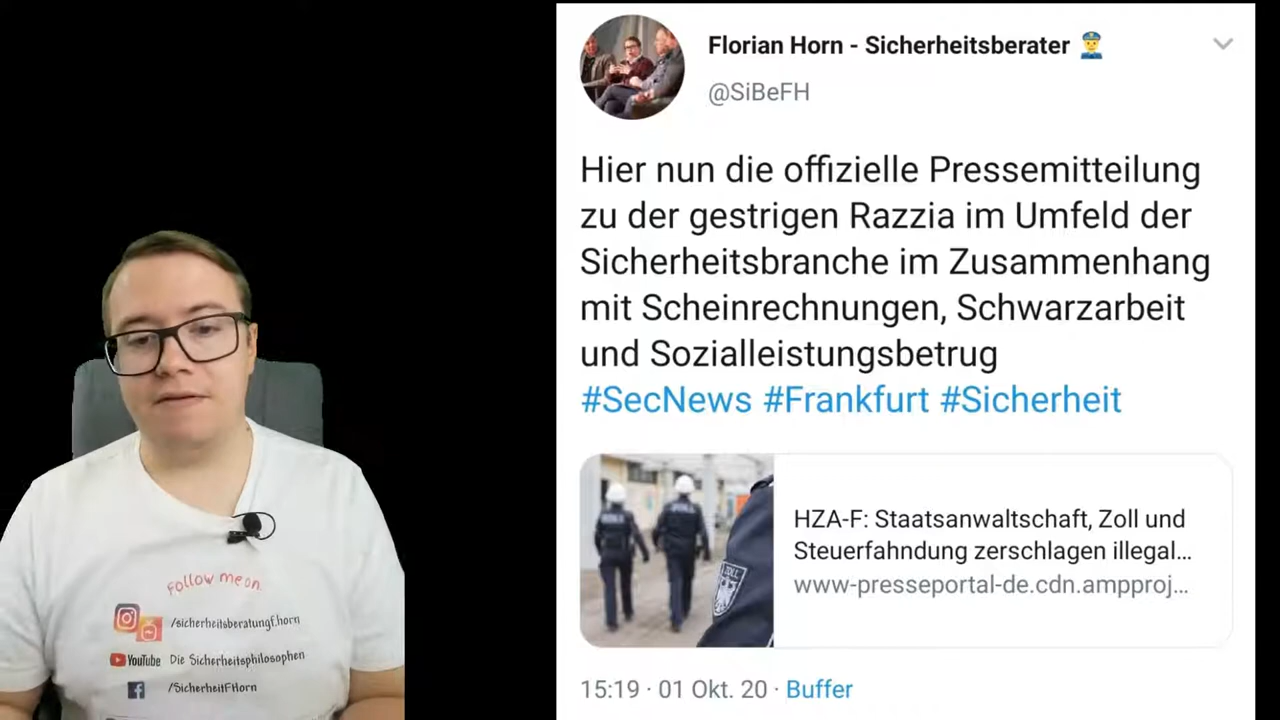 Florian Horn - Sicherheitsberater 👮
@SiBeFH
Hier nun die offizielle Pressemitteilung
zu der gestrigen Razzia im Umfeld der
Sicherheitsbranche im Zusammenhang
mit Scheinrechnungen, Schwarzarbeit
und Sozialleistungsbetrug
#SecNews #Frankfurt #Sicherheit
HZA-F: Staatsanwaltschaft, Zoll und
Steuerfahndung zerschlagen illegal...
www-presseportal-de.cdn.ampproj...
ZOLL
15:19 · 01 Okt. 20 · Buffer
Follow me on
/sicherheitsberatungf.horn
YouTube Die Sicherheitsphilosophen
/SicherheitFHorn